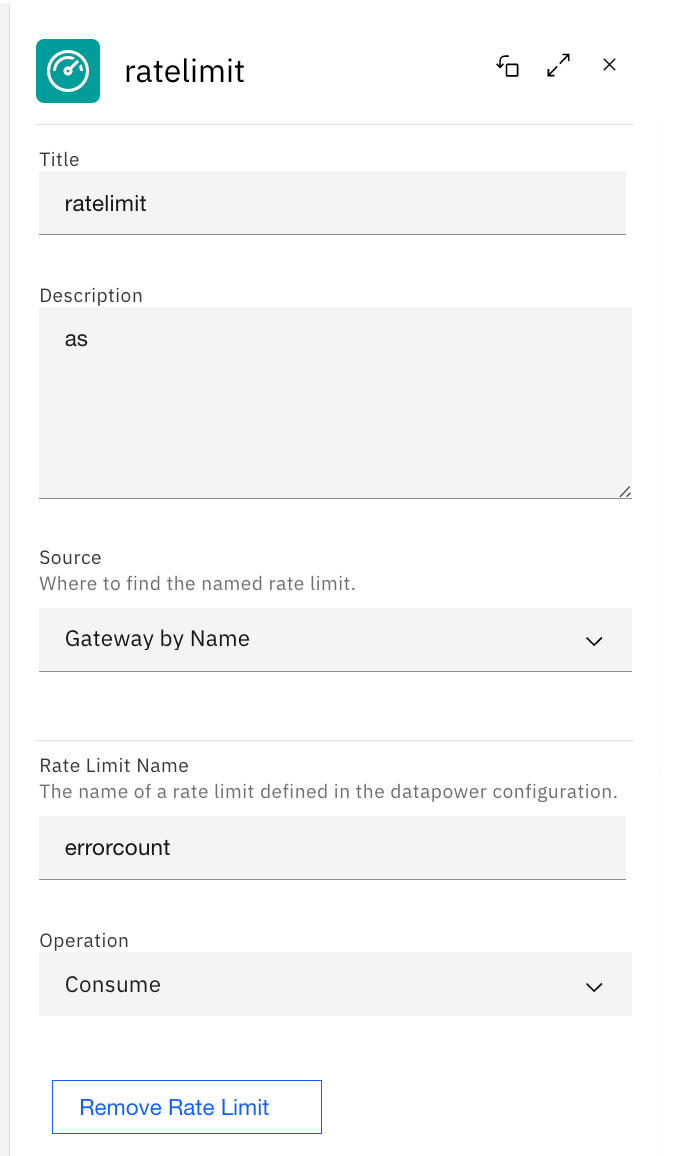 ratelimit
Title
ratelimit
Description
as
Source
Where to find the named rate limit.
Gateway by Name
Rate Limit Name
The name of a rate limit defined in the datapower configuration.
errorcount
Operation
Consume
Remove Rate Limit